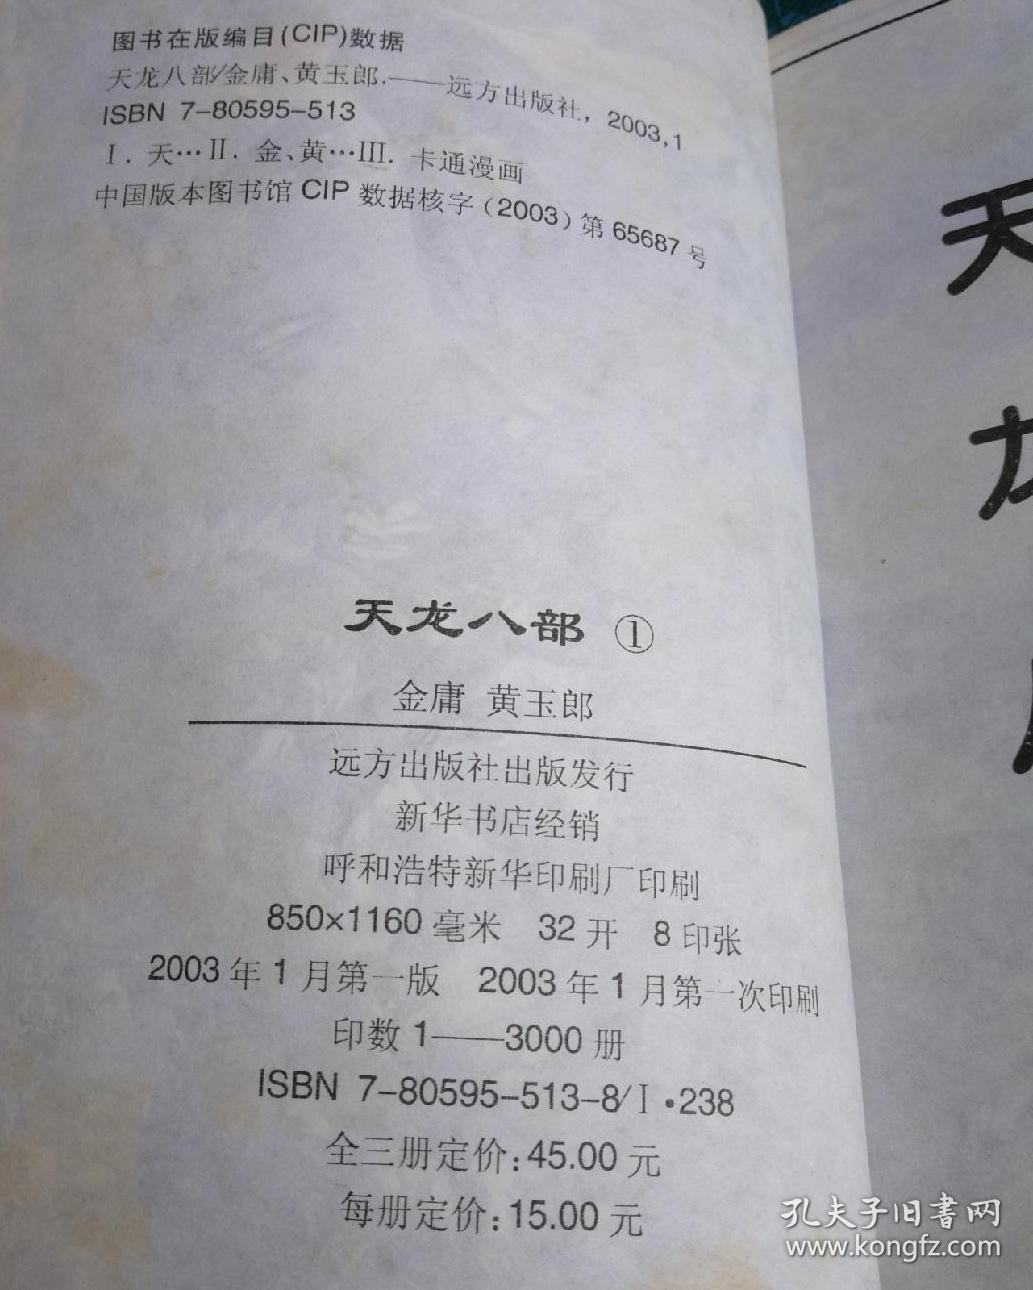 图书在版编目(CIP)数据
天龙八部/金庸、黄玉郎.——远方出版社，2003,1
ISBN 7-80595-513
I. 天…II. 金、黄…III. 卡通漫画
中国版本图书馆CIP数据核字(2003)第65687号
天龙八部 ①
金庸 黄玉郎
远方出版社出版发行
新华书店经销
呼和浩特新华印刷厂印刷
850×1160毫米 32开 8印张
2003年1月第一版 2003年1月第一次印刷
印数1——3000册
ISBN 7-80595-513-8/I·238
全三册定价:45.00元
每册定价:15.00元
天
龙
孔夫子旧書网
www.kongfz.com